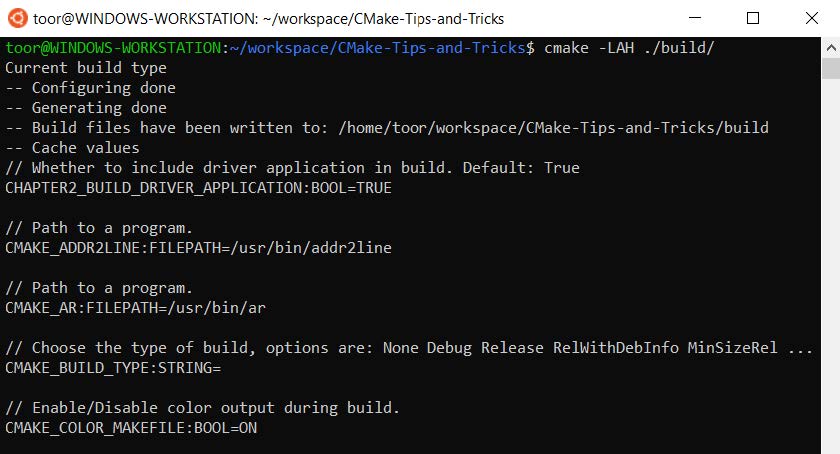 toor@WINDOWS-WORKSTATION: ~/workspace/CMake-Tips-and-Tricks
toor@WINDOWS-WORKSTATION:~/workspace/CMake-Tips-and-Tricks$ cmake -LAH ./build/
Current build type
-- Configuring done
-- Generating done
-- Build files have been written to: /home/toor/workspace/CMake-Tips-and-Tricks/build
-- Cache values
// Whether to include driver application in build. Default: True
CHAPTER2_BUILD_DRIVER_APPLICATION:BOOL=TRUE

// Path to a program.
CMAKE_ADDR2LINE:FILEPATH=/usr/bin/addr2line

// Path to a program.
CMAKE_AR:FILEPATH=/usr/bin/ar

// Choose the type of build, options are: None Debug Release RelWithDebInfo MinSizeRel ...
CMAKE_BUILD_TYPE:STRING=

// Enable/Disable color output during build.
CMAKE_COLOR_MAKEFILE:BOOL=ON